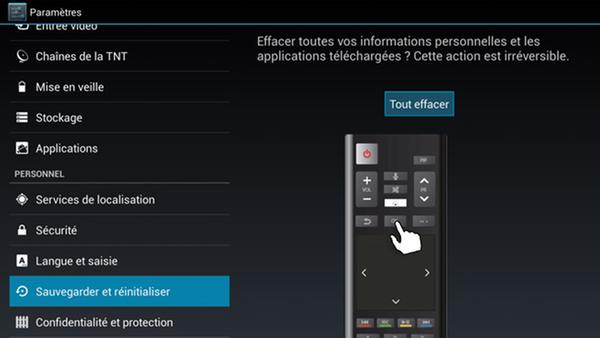 Paramètres
Entrée vidéo
Chaînes de la TNT
Mise en veille
Stockage
Applications
PERSONNEL
Services de localisation
Sécurité
Langue et saisie
Sauvegarder et réinitialiser
Confidentialité et protection
Effacer toutes vos informations personnelles et les
applications téléchargées ? Cette action est irréversible.
Tout effacer
PIP
+ VOL −
PR